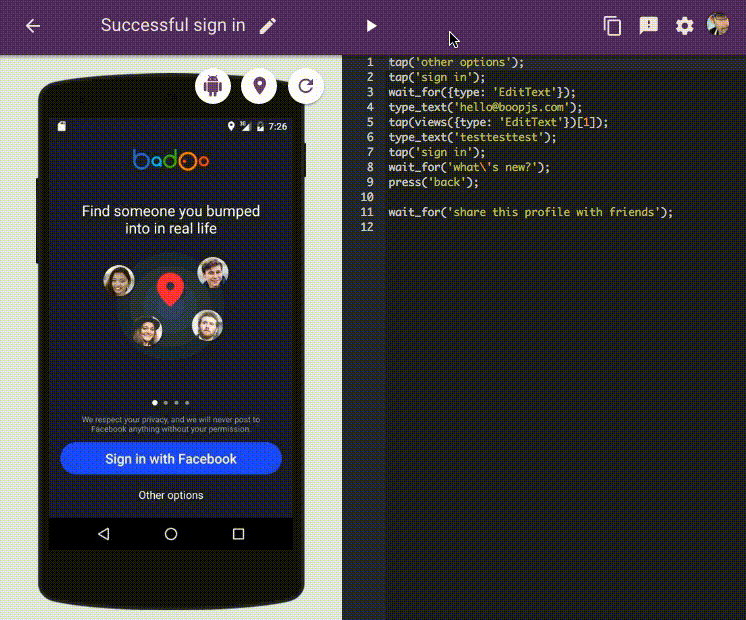 Successful sign in
3G
7:26
badoo
Find someone you bumped
into in real life
We respect your privacy, and we will never post to
Facebook anything without your permission.
Sign in with Facebook
Other options
1 tap('other options');
2 tap('sign in');
3 wait_for({type: 'EditText'});
4 type_text('hello@boopjs.com');
5 tap(views({type: 'EditText'})[1]);
6 type_text('testtesttest');
7 tap('sign in');
8 wait_for('what\'s new?');
9 press('back');
10
11 wait_for('share this profile with friends');
12